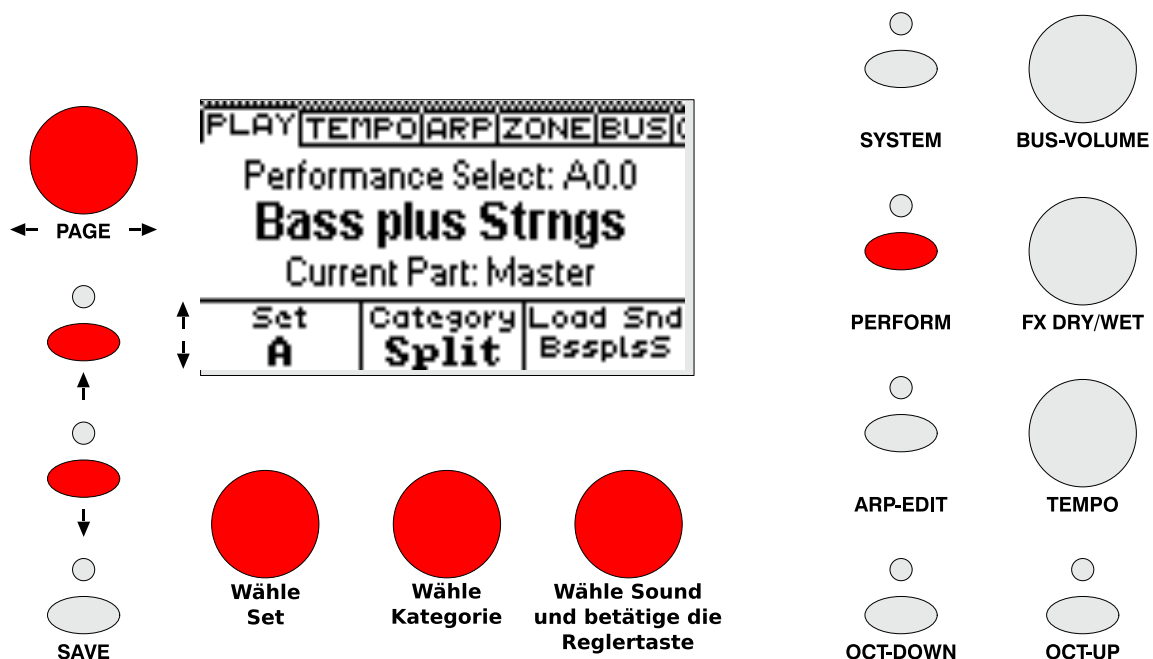 PLAY TEMPO ARP ZONE BUS
Performance Select: A0.0
Bass plus Strngs
Current Part: Master
Set Category Load Snd
A Split BssplsS
PAGE
SAVE
Wähle
Set
Wähle
Kategorie
Wähle Sound
und betätige die
Reglertaste
SYSTEM BUS-VOLUME
PERFORM FX DRY/WET
ARP-EDIT TEMPO
OCT-DOWN OCT-UP